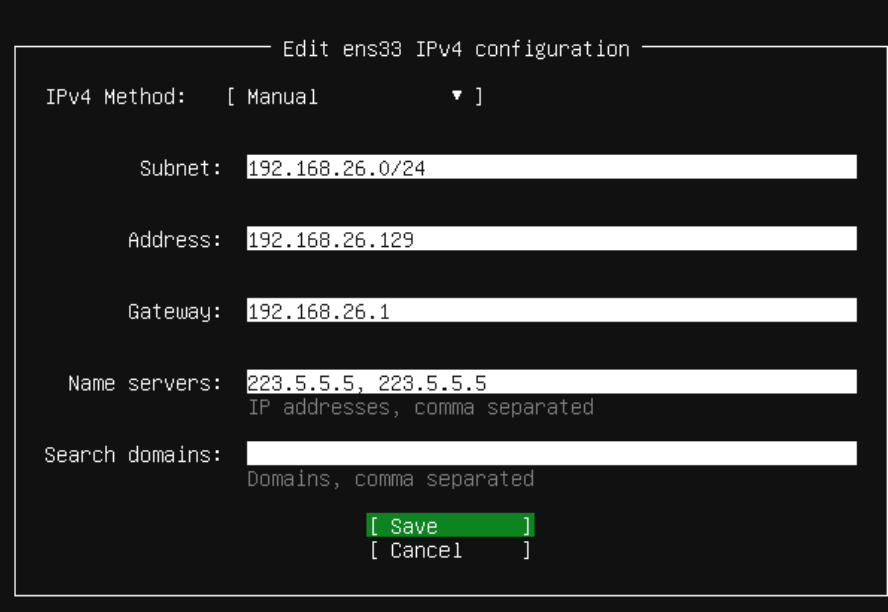 Edit ens33 IPv4 configuration
IPv4 Method: [ Manual ▾ ]
Subnet: 192.168.26.0/24
Address: 192.168.26.129
Gateway: 192.168.26.1
Name servers: 223.5.5.5, 223.5.5.5
IP addresses, comma separated
Search domains:
Domains, comma separated
[ Save ]
[ Cancel ]